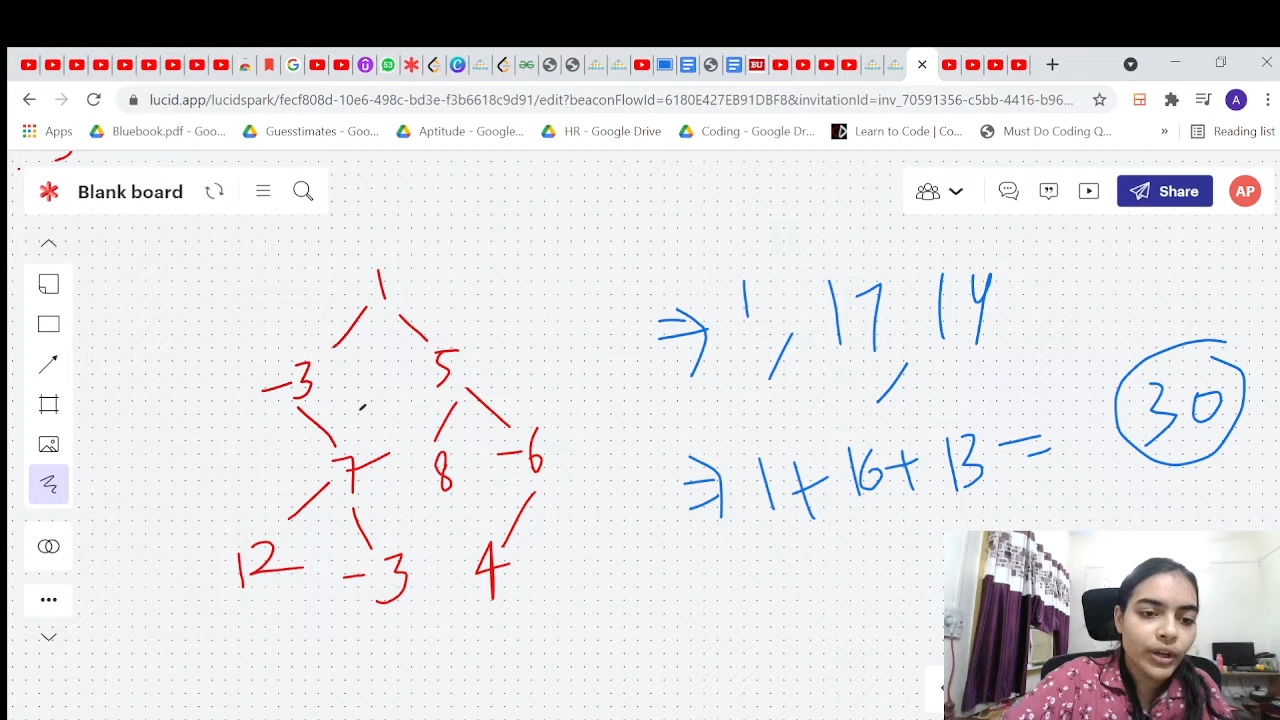 lucid.app/lucidspark/fecf808d-10e6-498c-bd3e-f3b6618c9d91/edit?beaconFlowId=6180E427EB91DBF8&invitationId=inv_70591356-c5bb-4416-b96...
A
Apps Bluebook.pdf - Goo... Guesstimates - Goo... Aptitude - Google... HR - Google Drive Coding - Google Dr... Learn to Code | Co... Must Do Coding Q... » Reading list
Blank board Share AP
1
-3 5
7 8 -6
12 -3 4
⇒ 1, 17, 14
⇒ 1 + 16 + 13 = 30